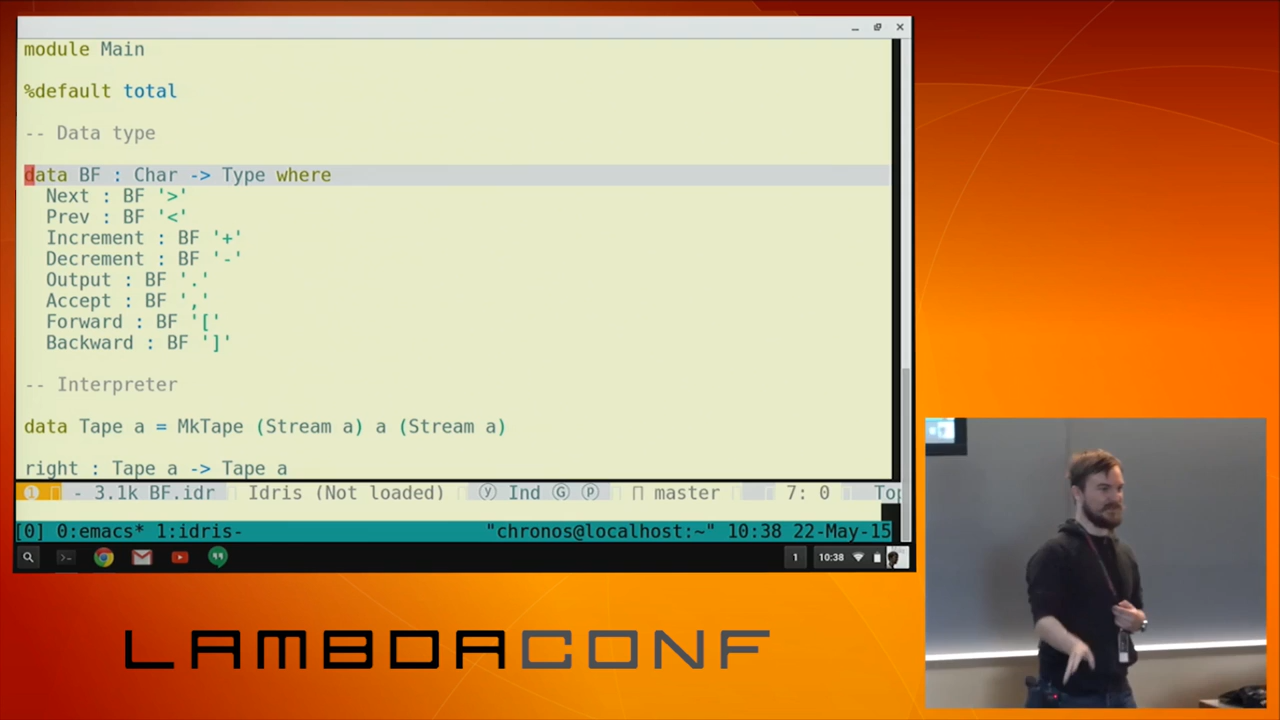 module Main
%default total
-- Data type
data BF : Char -> Type where
Next : BF '>'
Prev : BF '<'
Increment : BF '+'
Decrement : BF '-'
Output : BF '.'
Accept : BF ','
Forward : BF '['
Backward : BF ']'
-- Interpreter
data Tape a = MkTape (Stream a) a (Stream a)
right : Tape a -> Tape a
1 - 3.1k BF.idr Idris (Not loaded) y Ind G P master 7: 0 Top
[0] 0:emacs* 1:idris- "chronos@localhost:~" 10:38 22-May-15
1 10:38
LAMBDACONF